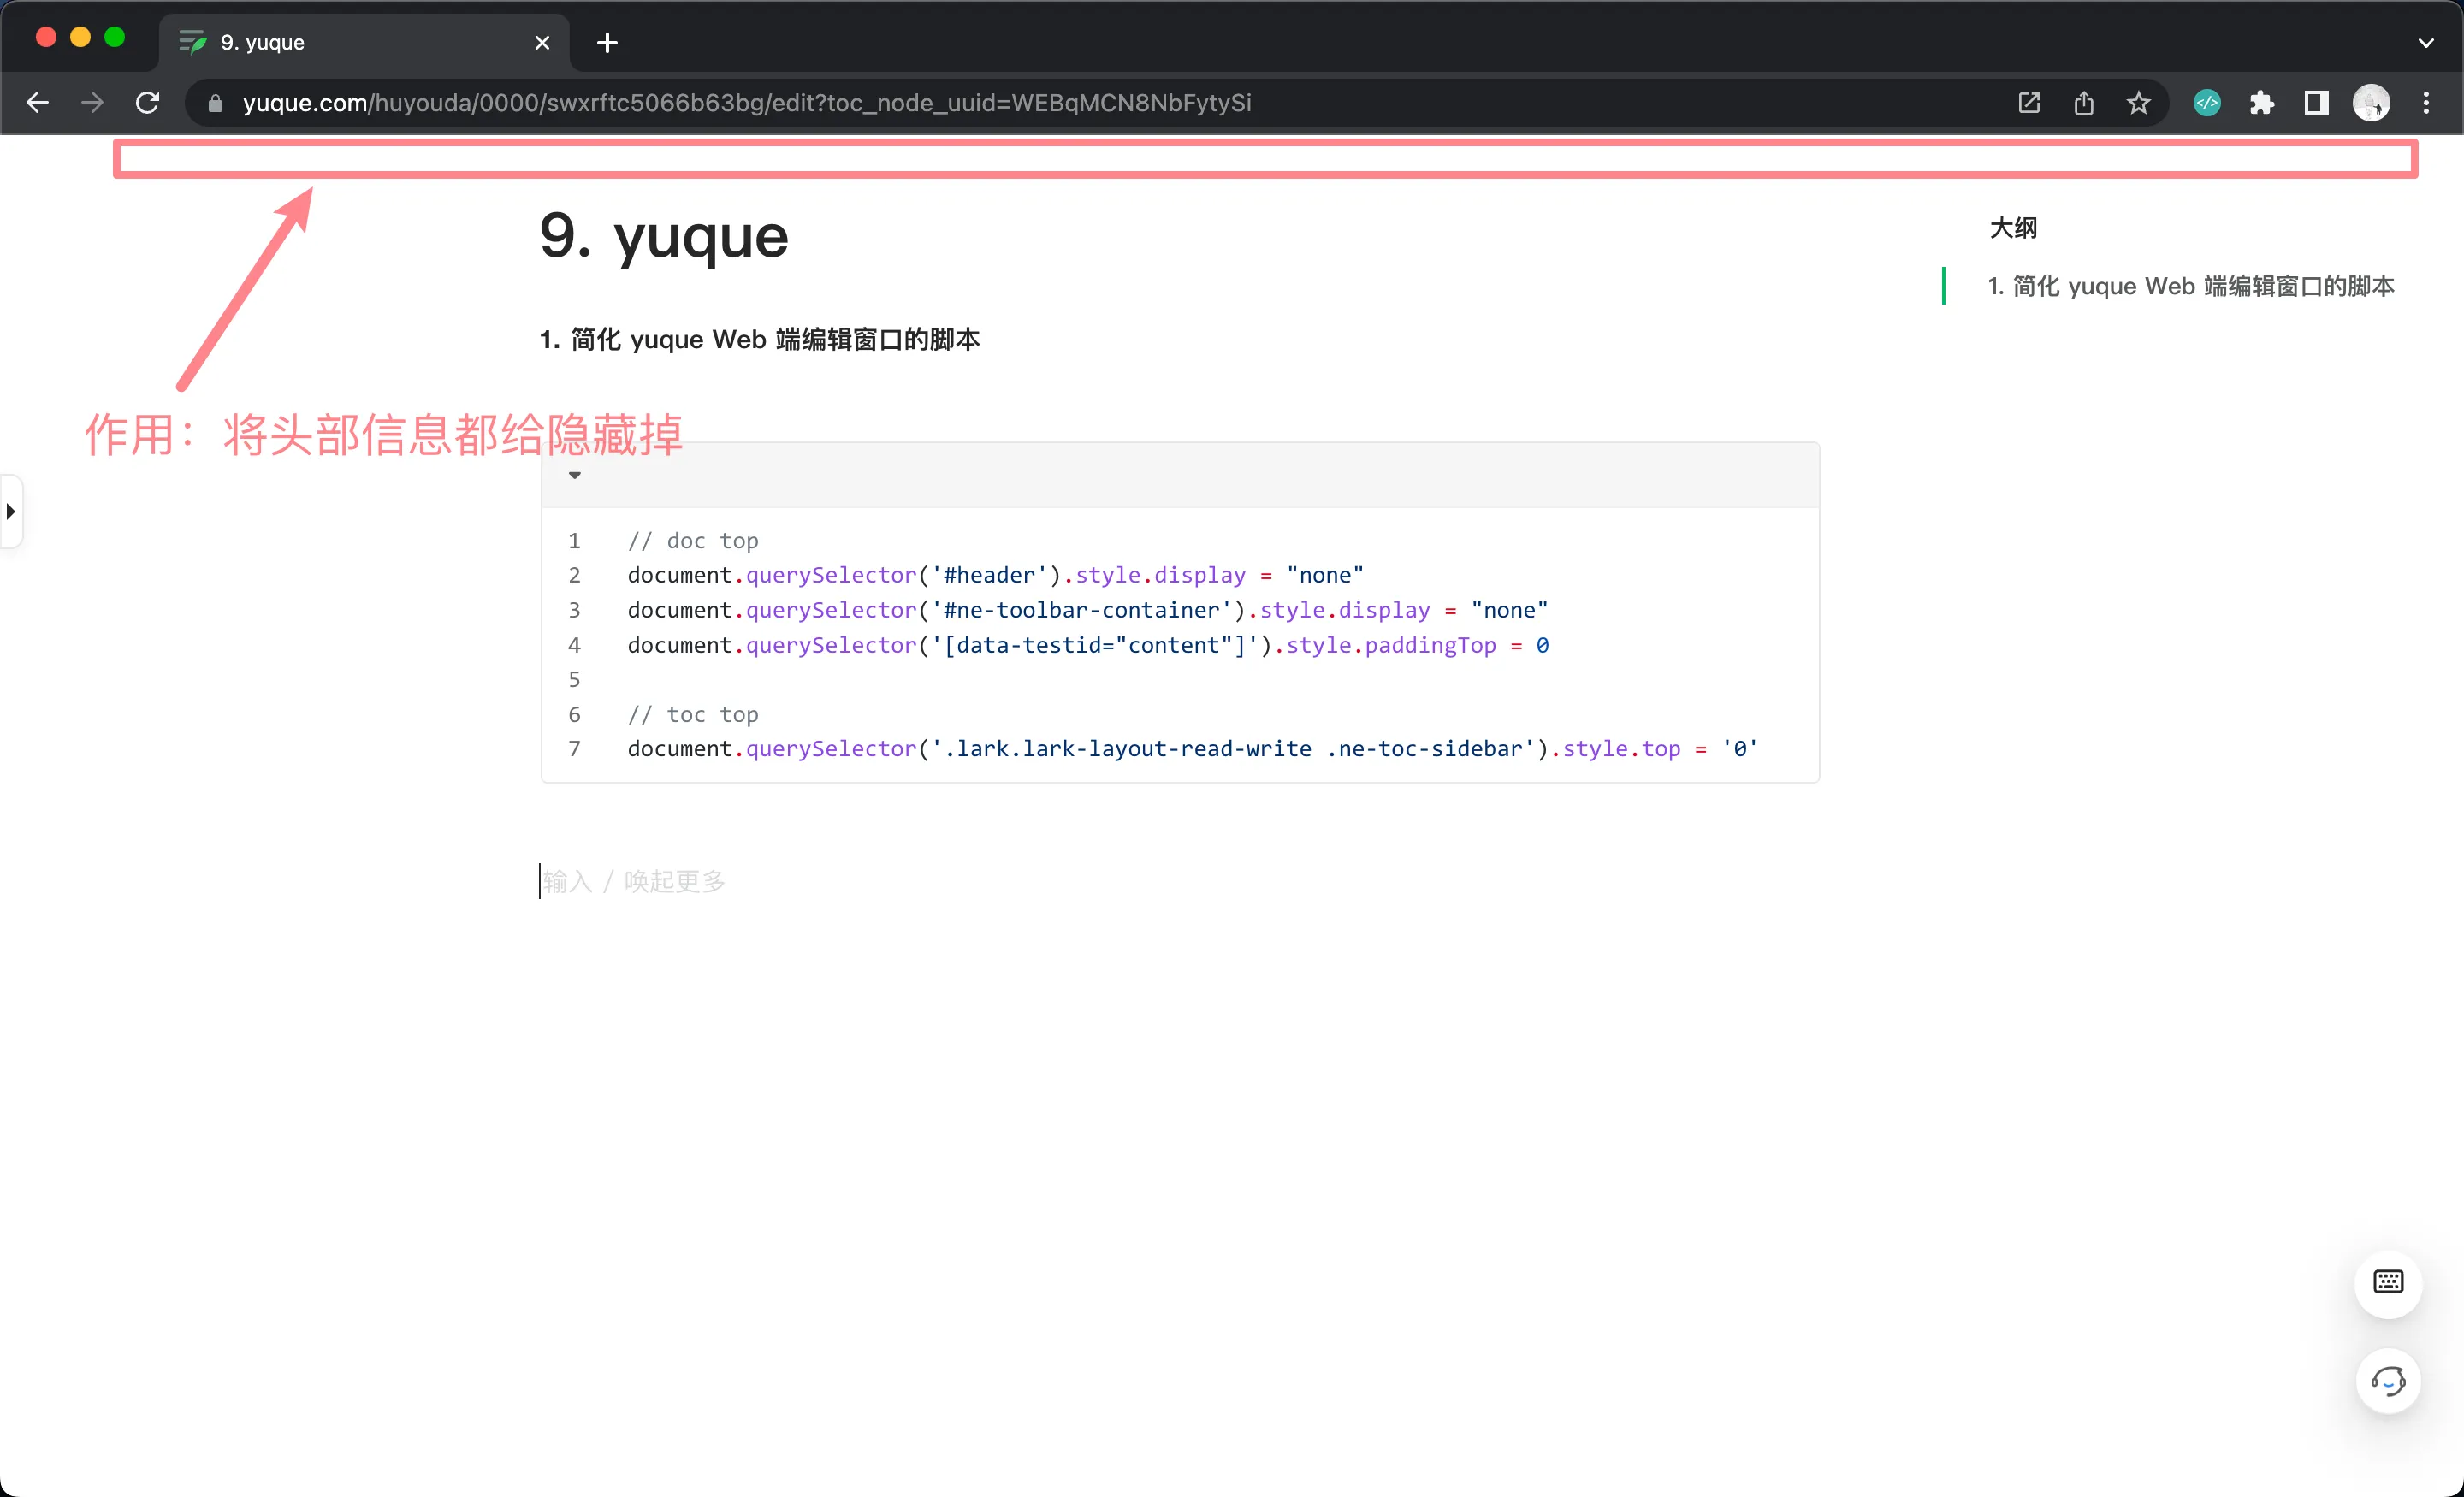 9. yuque
yuque.com/huyouda/0000/swxrftc5066b63bg/edit?toc_node_uuid=WEBqMCN8NbFytySi
9. yuque
大纲
1. 简化 yuque Web 端编辑窗口的脚本
1. 简化 yuque Web 端编辑窗口的脚本
作用：将头部信息都给隐藏掉
1 // doc top
2 document.querySelector('#header').style.display = "none"
3 document.querySelector('#ne-toolbar-container').style.display = "none"
4 document.querySelector('[data-testid="content"]').style.paddingTop = 0
5
6 // toc top
7 document.querySelector('.lark.lark-layout-read-write .ne-toc-sidebar').style.top = '0'
输入 / 唤起更多